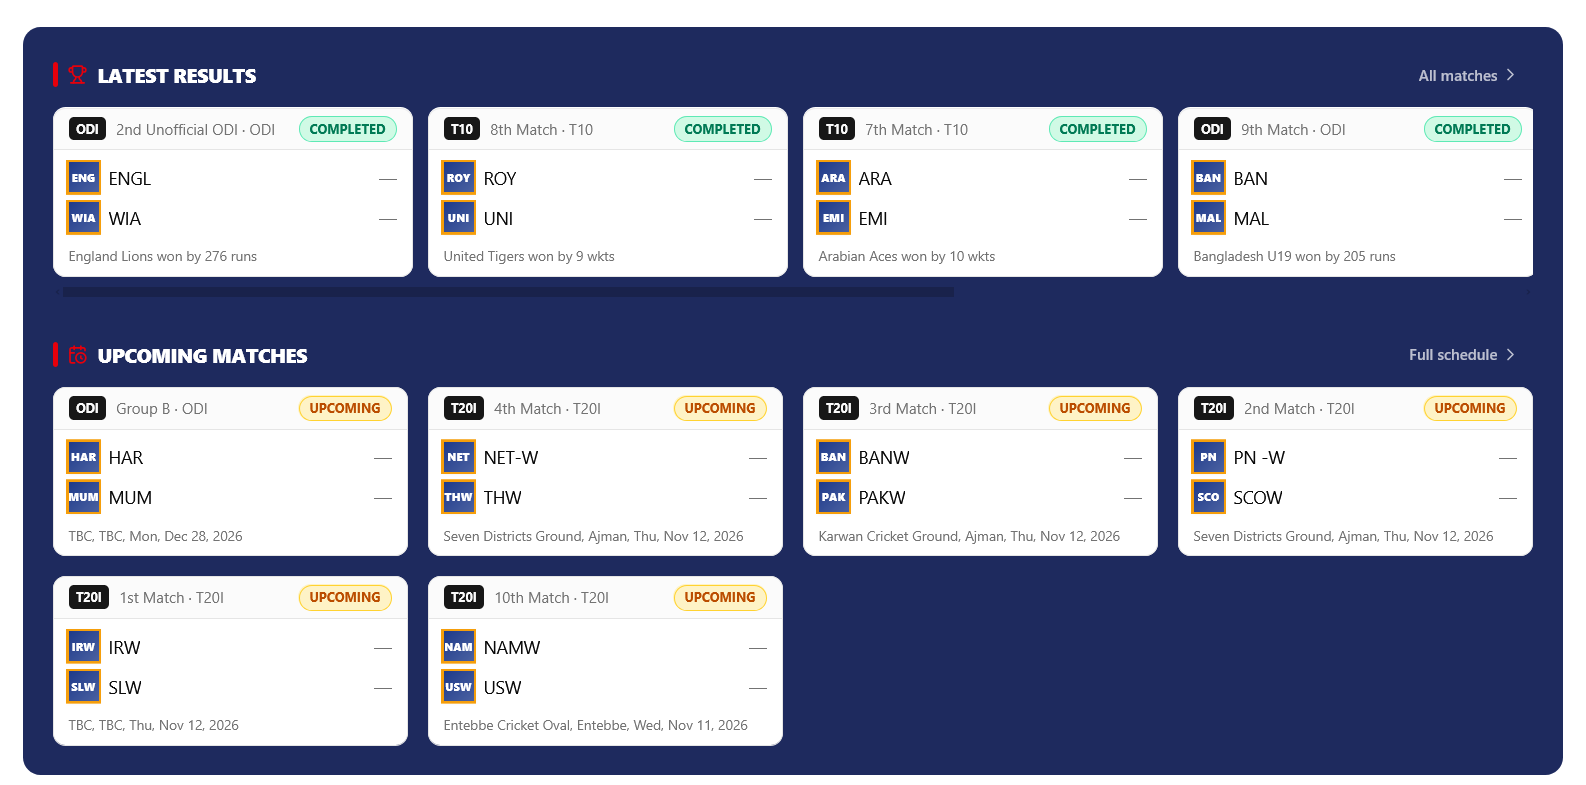 LATEST RESULTS
All matches
ODI 2nd Unofficial ODI · ODI COMPLETED
ENG ENGL —
WIA WIA —
England Lions won by 276 runs
T10 8th Match · T10 COMPLETED
ROY ROY —
UNI UNI —
United Tigers won by 9 wkts
T10 7th Match · T10 COMPLETED
ARA ARA —
EMI EMI —
Arabian Aces won by 10 wkts
ODI 9th Match · ODI COMPLETED
BAN BAN —
MAL MAL —
Bangladesh U19 won by 205 runs
UPCOMING MATCHES
Full schedule
ODI Group B · ODI UPCOMING
HAR HAR —
MUM MUM —
TBC, TBC, Mon, Dec 28, 2026
T20I 4th Match · T20I UPCOMING
NET NET-W —
THW THW —
Seven Districts Ground, Ajman, Thu, Nov 12, 2026
T20I 3rd Match · T20I UPCOMING
BAN BANW —
PAK PAKW —
Karwan Cricket Ground, Ajman, Thu, Nov 12, 2026
T20I 2nd Match · T20I UPCOMING
PN PN -W —
SCO SCOW —
Seven Districts Ground, Ajman, Thu, Nov 12, 2026
T20I 1st Match · T20I UPCOMING
IRW IRW —
SLW SLW —
TBC, TBC, Thu, Nov 12, 2026
T20I 10th Match · T20I UPCOMING
NAM NAMW —
USW USW —
Entebbe Cricket Oval, Entebbe, Wed, Nov 11, 2026